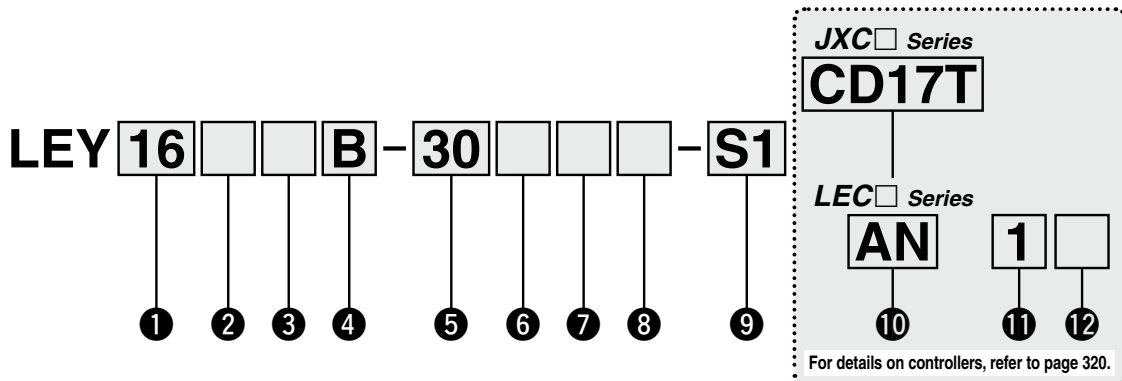 JXC□ Series
CD17T
LEY 16 □ □ B – 30 □ □ □ – S1
LEC□ Series
AN 1 □
❶ ❷ ❸ ❹ ❺ ❻ ❼ ❽ ❾ ❿ ⓫ ⓬
For details on controllers, refer to page 320.